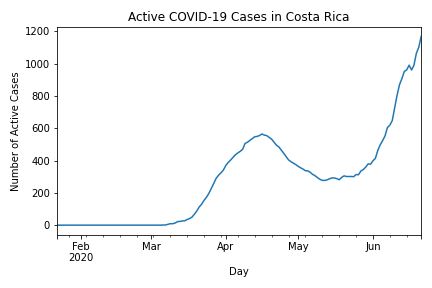 Active COVID-19 Cases in Costa Rica
1200
1000
800
600
400
200
0
Number of Active Cases
Feb
2020
Mar
Apr
May
Jun
Day